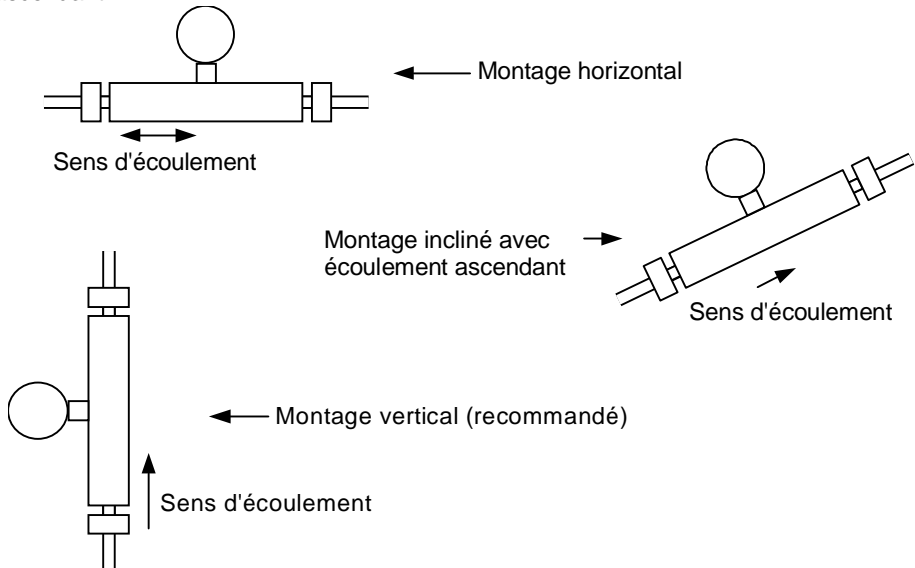 Montage horizontal
Sens d'écoulement
Montage incliné avec
écoulement ascendant
Sens d'écoulement
Montage vertical (recommandé)
Sens d'écoulement